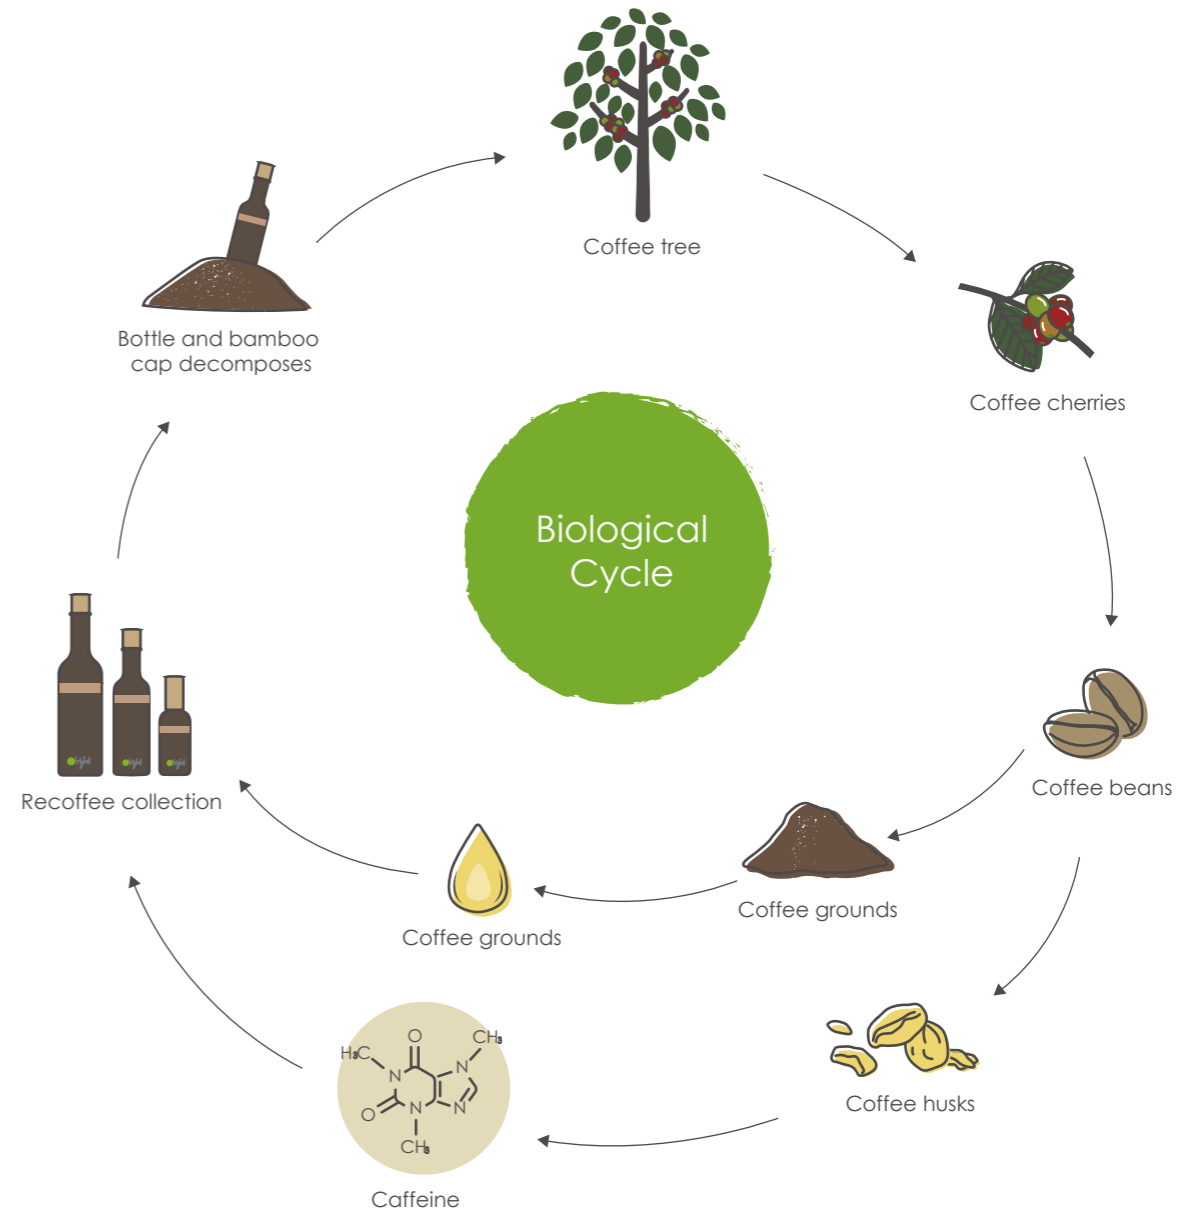 Coffee tree
Bottle and bamboo
cap decomposes
Coffee cherries
Biological
Cycle
Coffee beans
Recoffee collection
Coffee grounds
Coffee grounds
Coffee husks
O
CH3
H3C
N
N
O
N
N
CH3
Caffeine